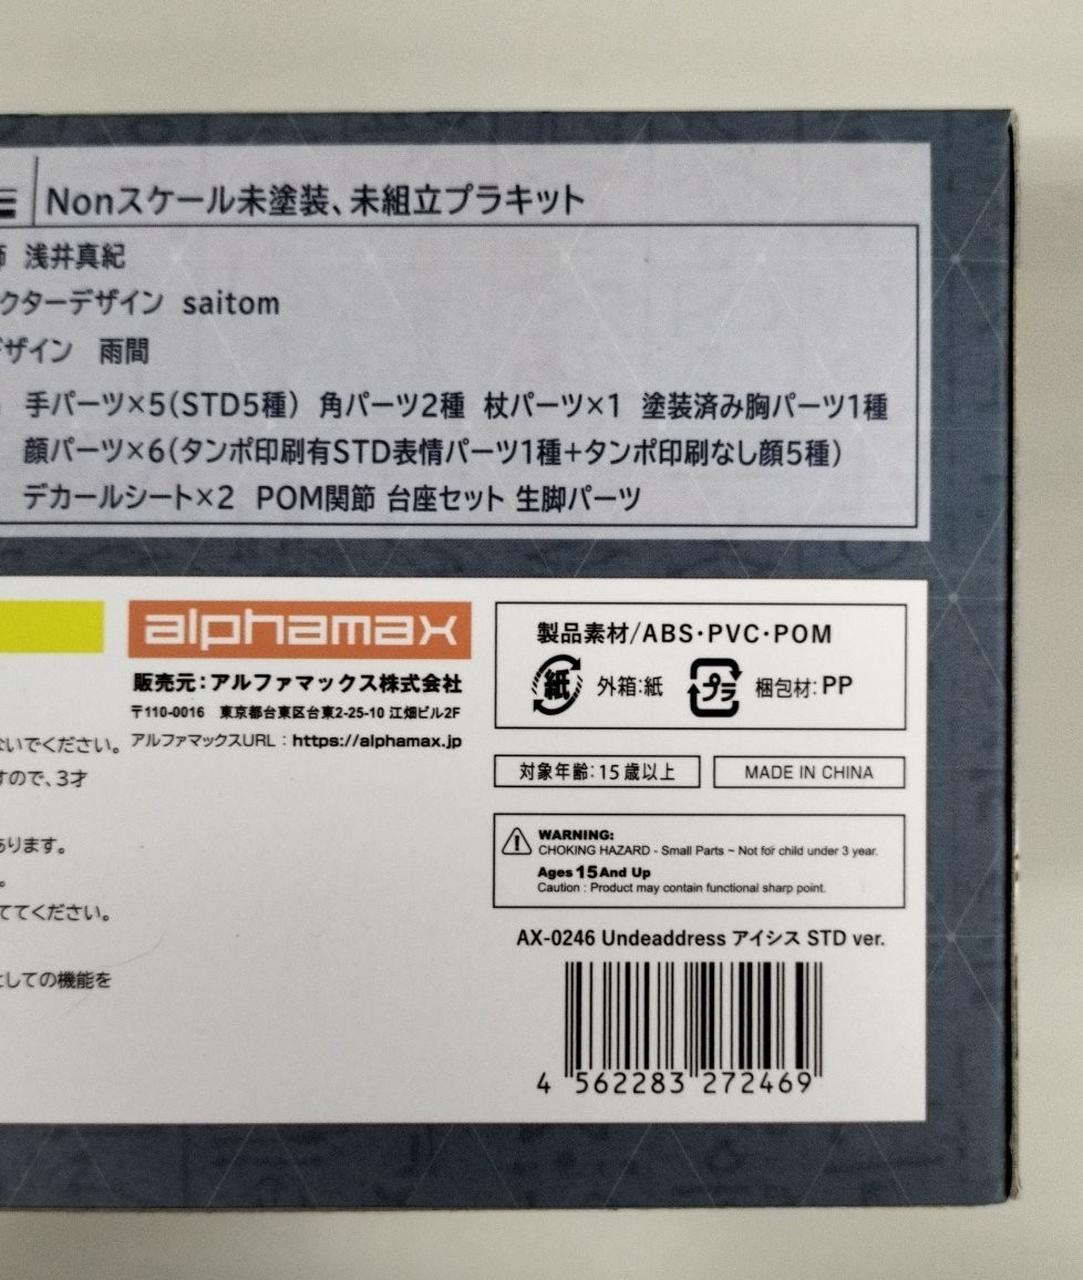 Nonスケール未塗装、未組立プラキット
師 浅井真紀
クターデザイン saitom
デザイン 雨間
手パーツ×5(STD5種) 角パーツ2種 杖パーツ×1 塗装済み胸パーツ1種
顔パーツ×6(タンポ印刷有STD表情パーツ1種+タンポ印刷なし顔5種)
デカールシート×2 POM関節 台座セット 生脚パーツ
alphamax
販売元:アルファマックス株式会社
〒110-0016 東京都台東区台東2-25-10 江畑ビル2F
アルファマックスURL:https://alphamax.jp
ないでください。
すので、3才
あります。
。
ててください。
としての機能を
製品素材/ABS・PVC・POM
紙 外箱:紙 プラ 梱包材:PP
対象年齢:15歳以上
MADE IN CHINA
WARNING:
CHOKING HAZARD - Small Parts ~ Not for child under 3 year.
Ages 15 And Up
Caution : Product may contain functional sharp point.
AX-0246 Undeaddress アイシス STD ver.
4 562283 272469